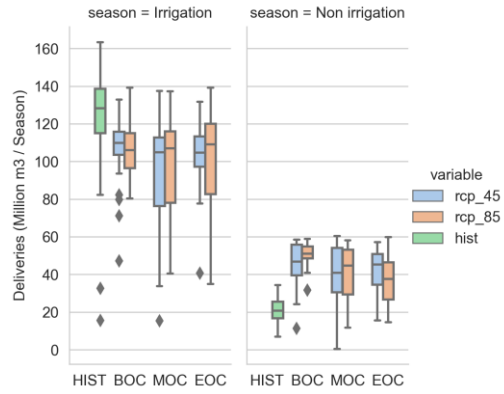 season = Irrigation
season = Non irrigation
Deliveries (Million m3 / Season)
160
140
120
100
80
60
40
20
0
HIST BOC MOC EOC
HIST BOC MOC EOC
variable
rcp_45
rcp_85
hist